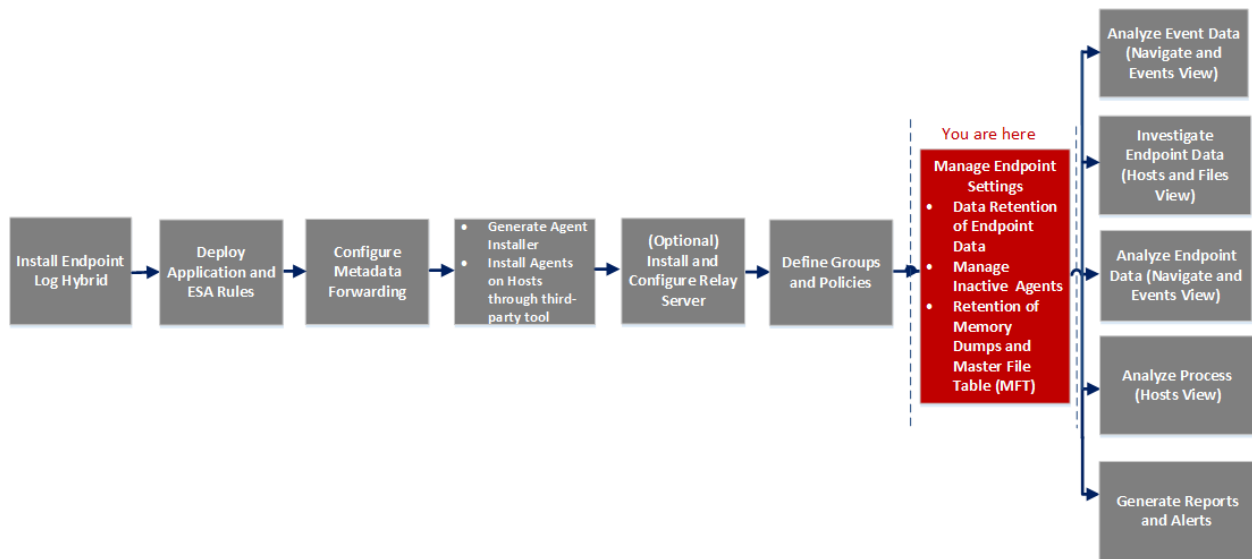 Install Endpoint
Log Hybrid
Deploy
Application and
ESA Rules
Configure
Metadata
Forwarding
• Generate Agent
Installer
• Install Agents
on Hosts
through third-
party tool
(Optional)
Install and
Configure Relay
Server
Define Groups
and Policies
You are here
Manage Endpoint
Settings
• Data Retention
of Endpoint
Data
• Manage
Inactive Agents
• Retention of
Memory
Dumps and
Master File
Table (MFT)
Analyze Event Data
(Navigate and
Events View)
Investigate
Endpoint Data
(Hosts and Files
View)
Analyze Endpoint
Data (Navigate and
Events View)
Analyze Process
(Hosts View)
Generate Reports
and Alerts